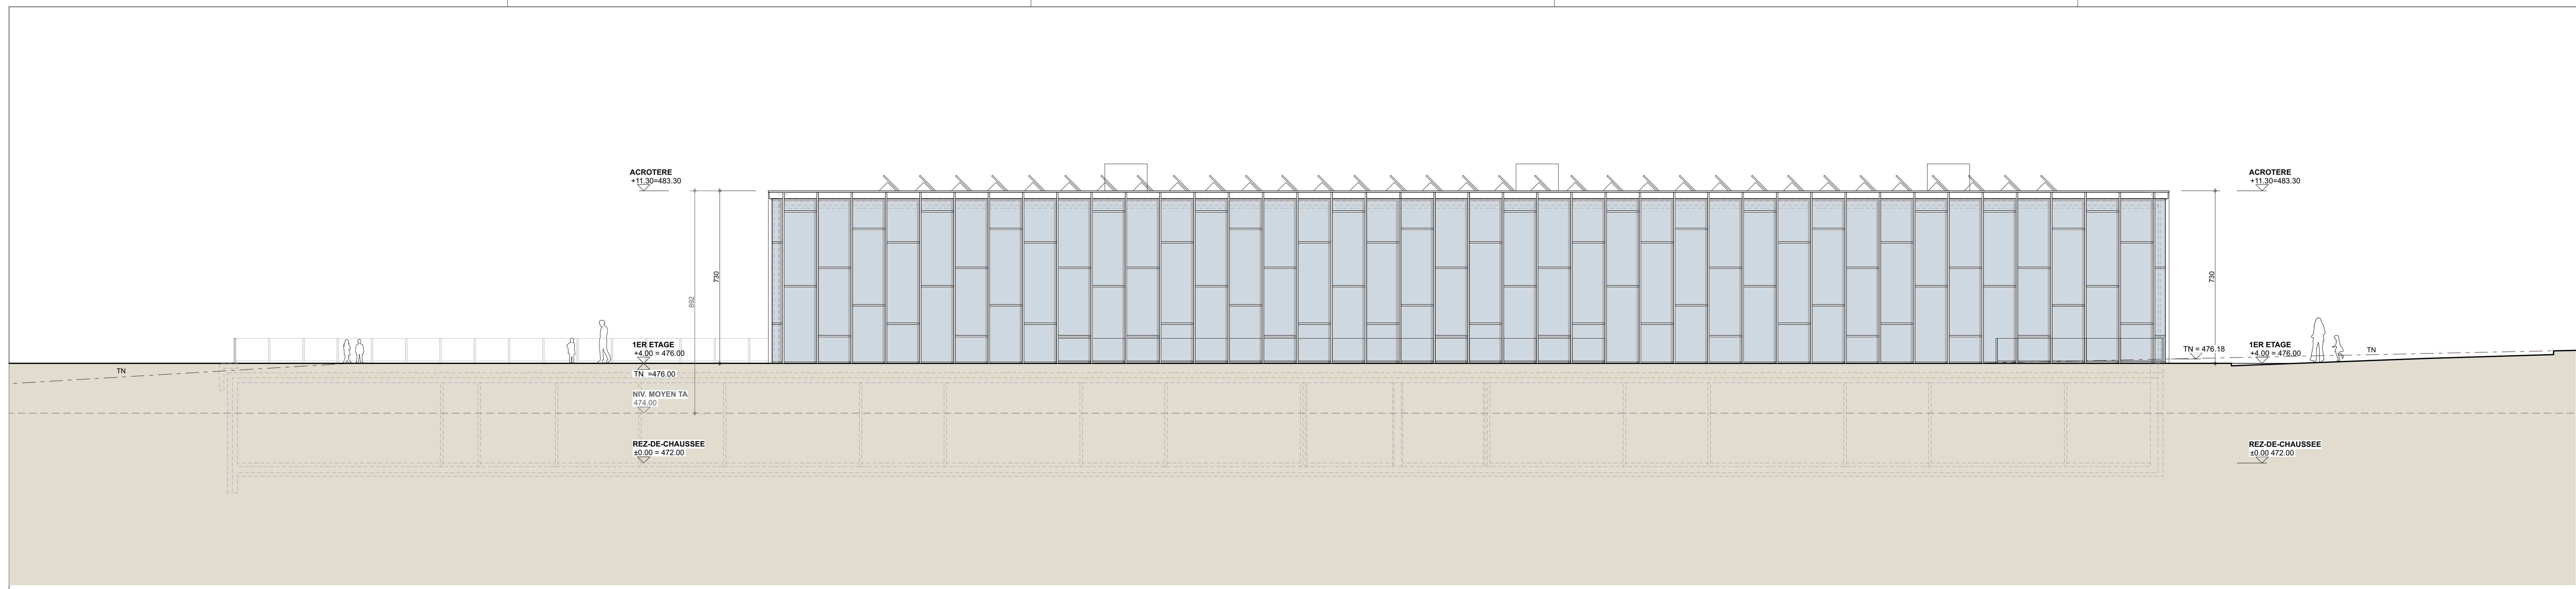 ACROTERE
+11.30=483.30
ACROTERE
+11.30=483.30
892
730
730
1ER ETAGE
+4.00 = 476.00
TN = 476.18
1ER ETAGE
+4.00 = 476.00
TN
TN
TN =476.00
NIV. MOYEN TA
474.00
REZ-DE-CHAUSSEE
±0.00 = 472.00
REZ-DE-CHAUSSEE
±0.00 472.00